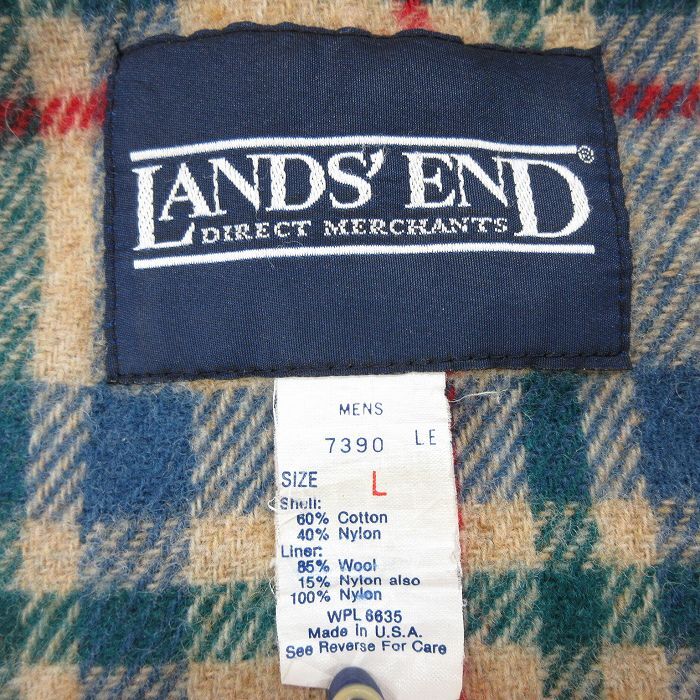 LANDS' END®
DIRECT MERCHANTS
MENS
7390 LE
SIZE L
Shell:
60% Cotton
40% Nylon
Liner:
85% Wool
15% Nylon also
100% Nylon
WPL 6635
Made In U.S.A.
See Reverse For Care